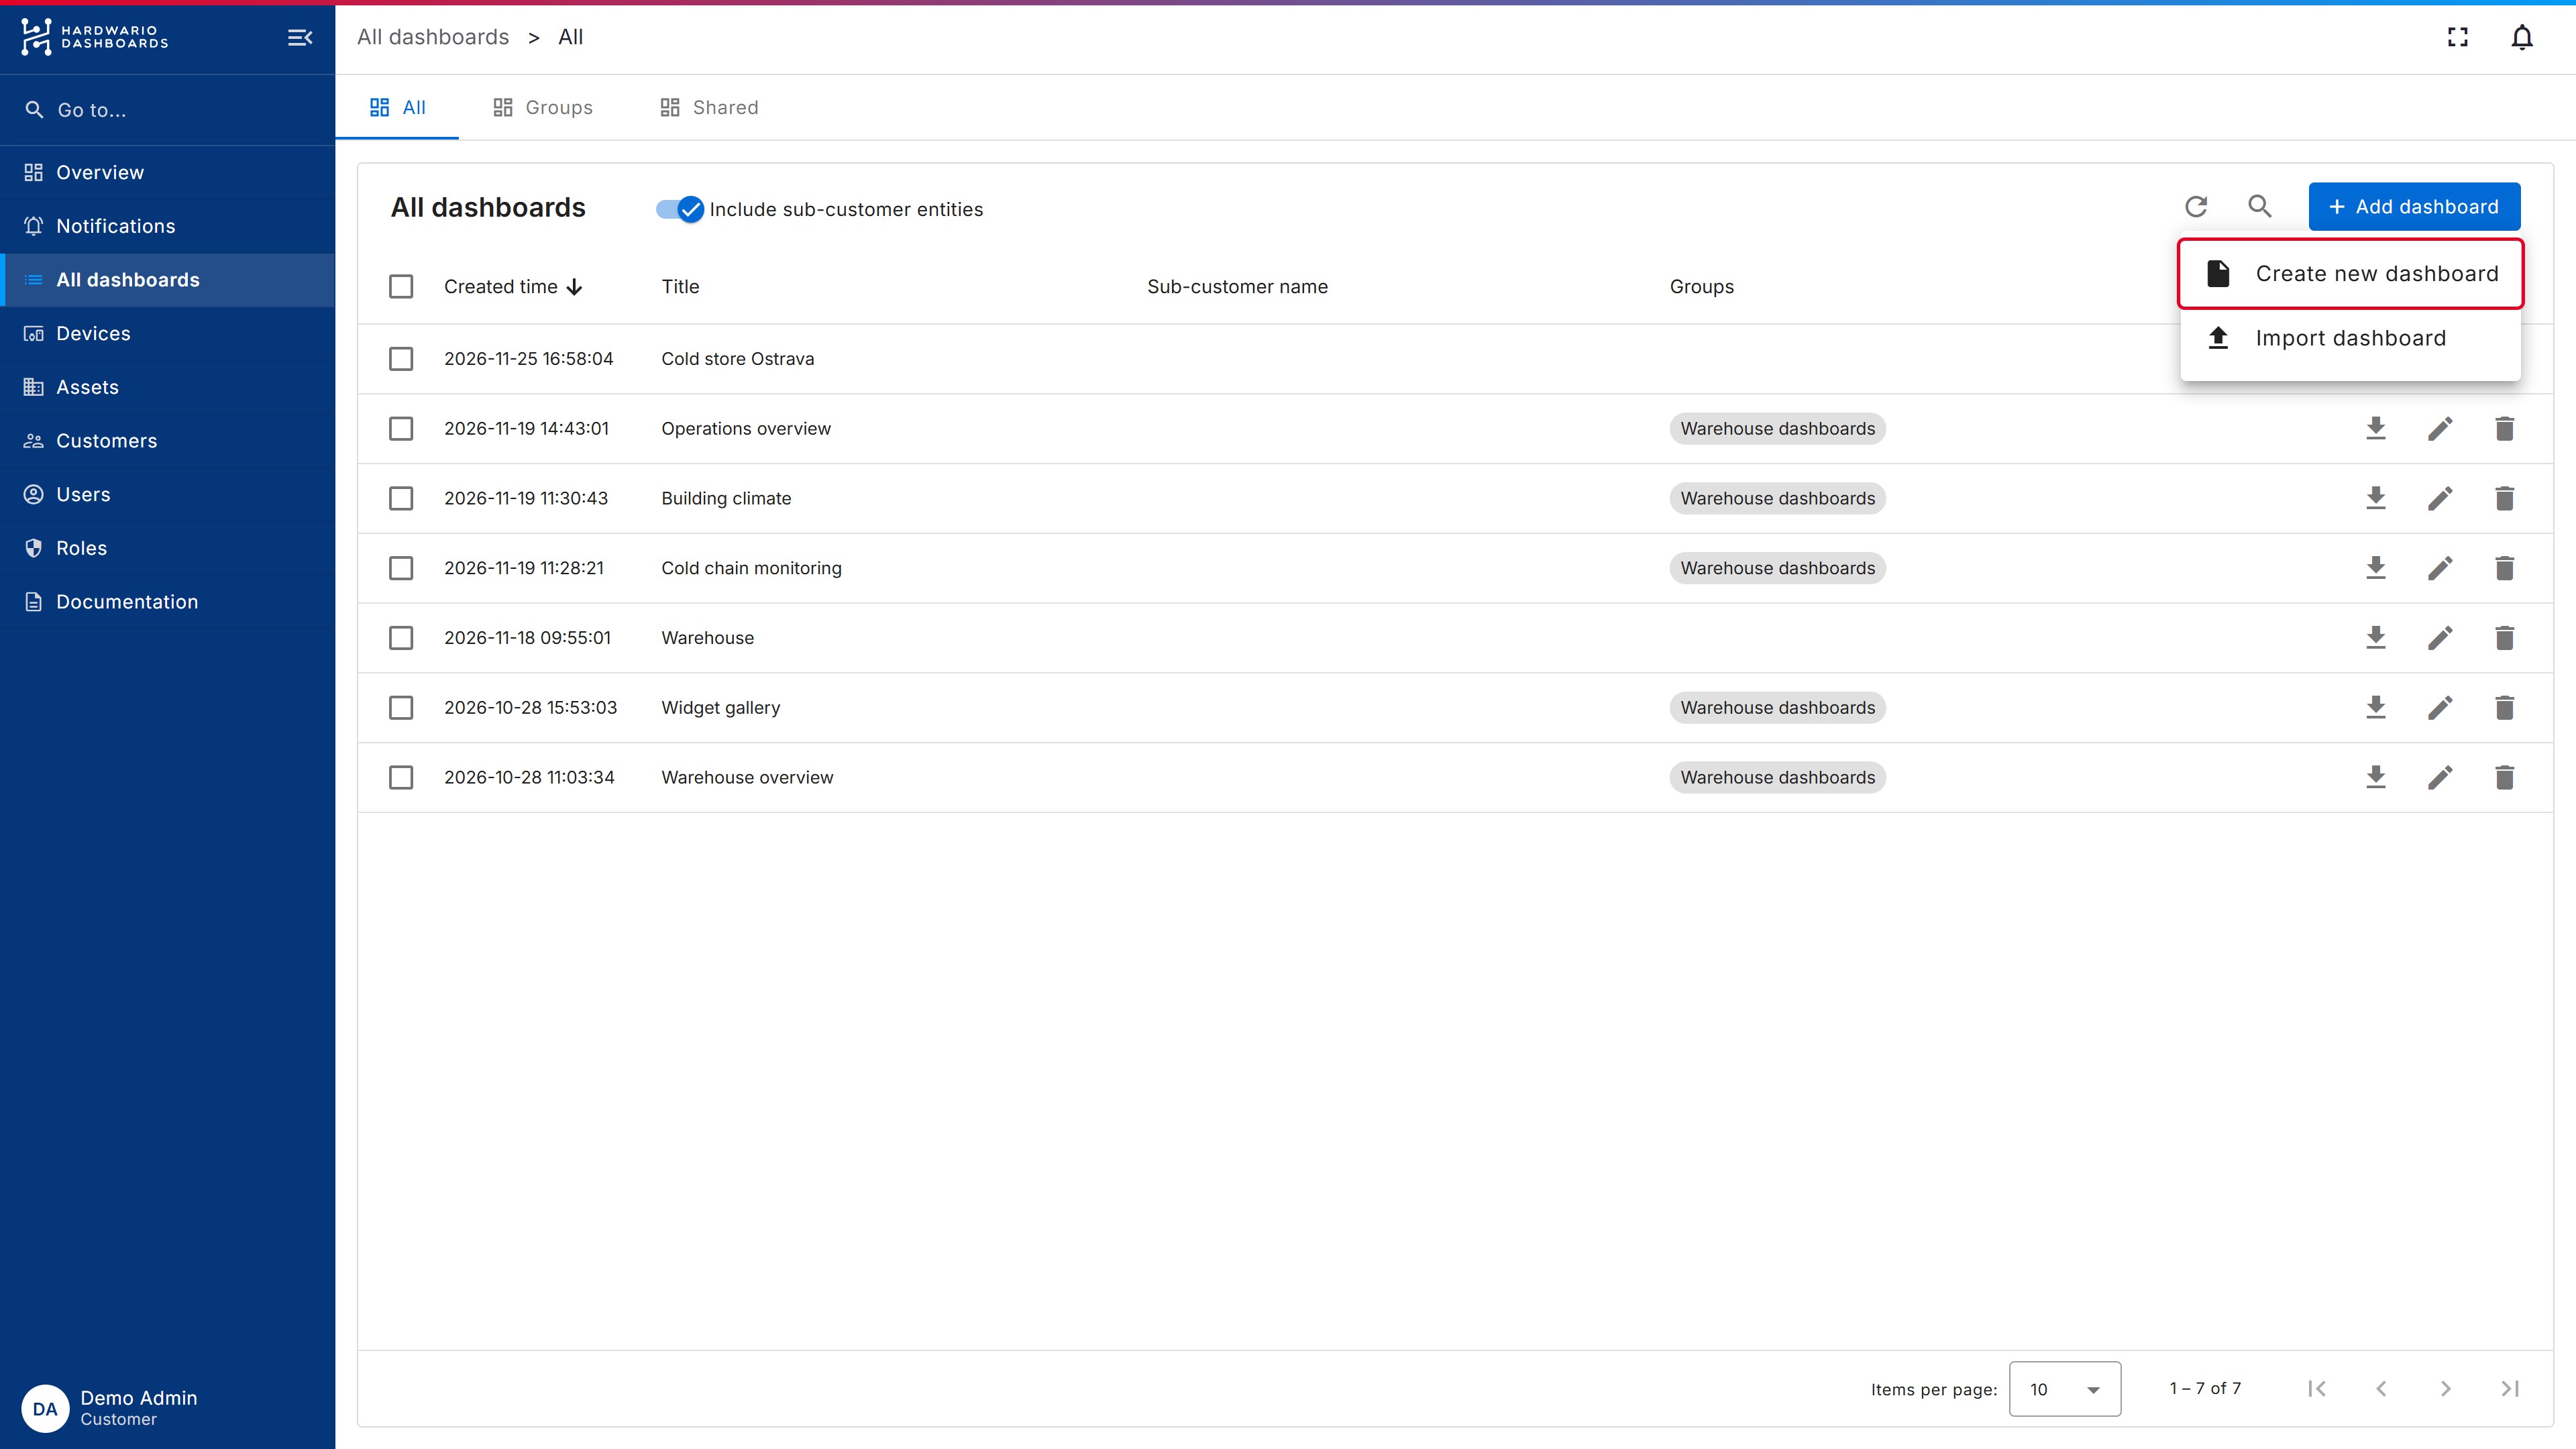 HARDWARIO
DASHBOARDS
All dashboards > All
Go to...
All
Groups
Shared
Overview
Notifications
All dashboards
Devices
Assets
Customers
Users
Roles
Documentation
All dashboards
Include sub-customer entities
+ Add dashboard
Create new dashboard
Import dashboard
Created time Title Sub-customer name Groups
2026-11-25 16:58:04 Cold store Ostrava
2026-11-19 14:43:01 Operations overview Warehouse dashboards
2026-11-19 11:30:43 Building climate Warehouse dashboards
2026-11-19 11:28:21 Cold chain monitoring Warehouse dashboards
2026-11-18 09:55:01 Warehouse
2026-10-28 15:53:03 Widget gallery Warehouse dashboards
2026-10-28 11:03:34 Warehouse overview Warehouse dashboards
Items per page: 10 1 – 7 of 7
DA
Demo Admin
Customer